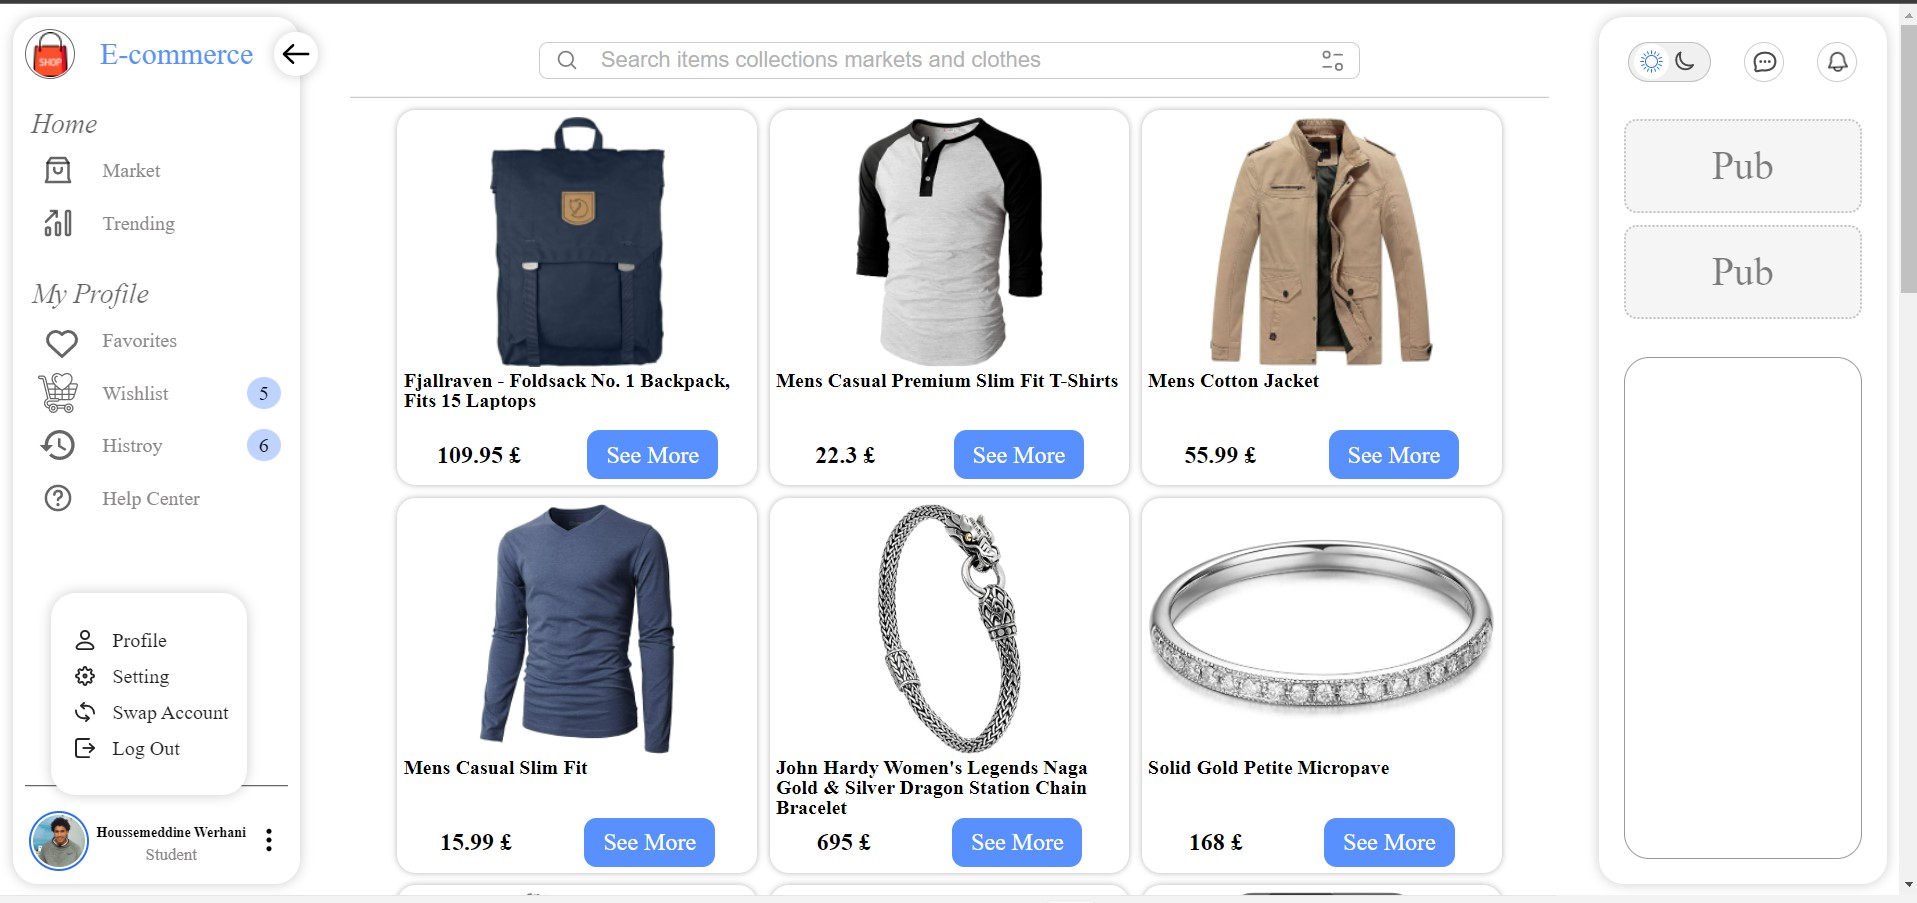 SHOP
E-commerce
Home
Market
Trending
My Profile
Favorites
Wishlist 5
Histroy 6
Help Center
Profile
Setting
Swap Account
Log Out
Houssemeddine Werhani
Student
Search items collections markets and clothes
Fjallraven - Foldsack No. 1 Backpack,
Fits 15 Laptops
109.95 £ See More
Mens Casual Premium Slim Fit T-Shirts
22.3 £ See More
Mens Cotton Jacket
55.99 £ See More
Mens Casual Slim Fit
15.99 £ See More
John Hardy Women's Legends Naga
Gold & Silver Dragon Station Chain
Bracelet
695 £ See More
Solid Gold Petite Micropave
168 £ See More
Pub
Pub